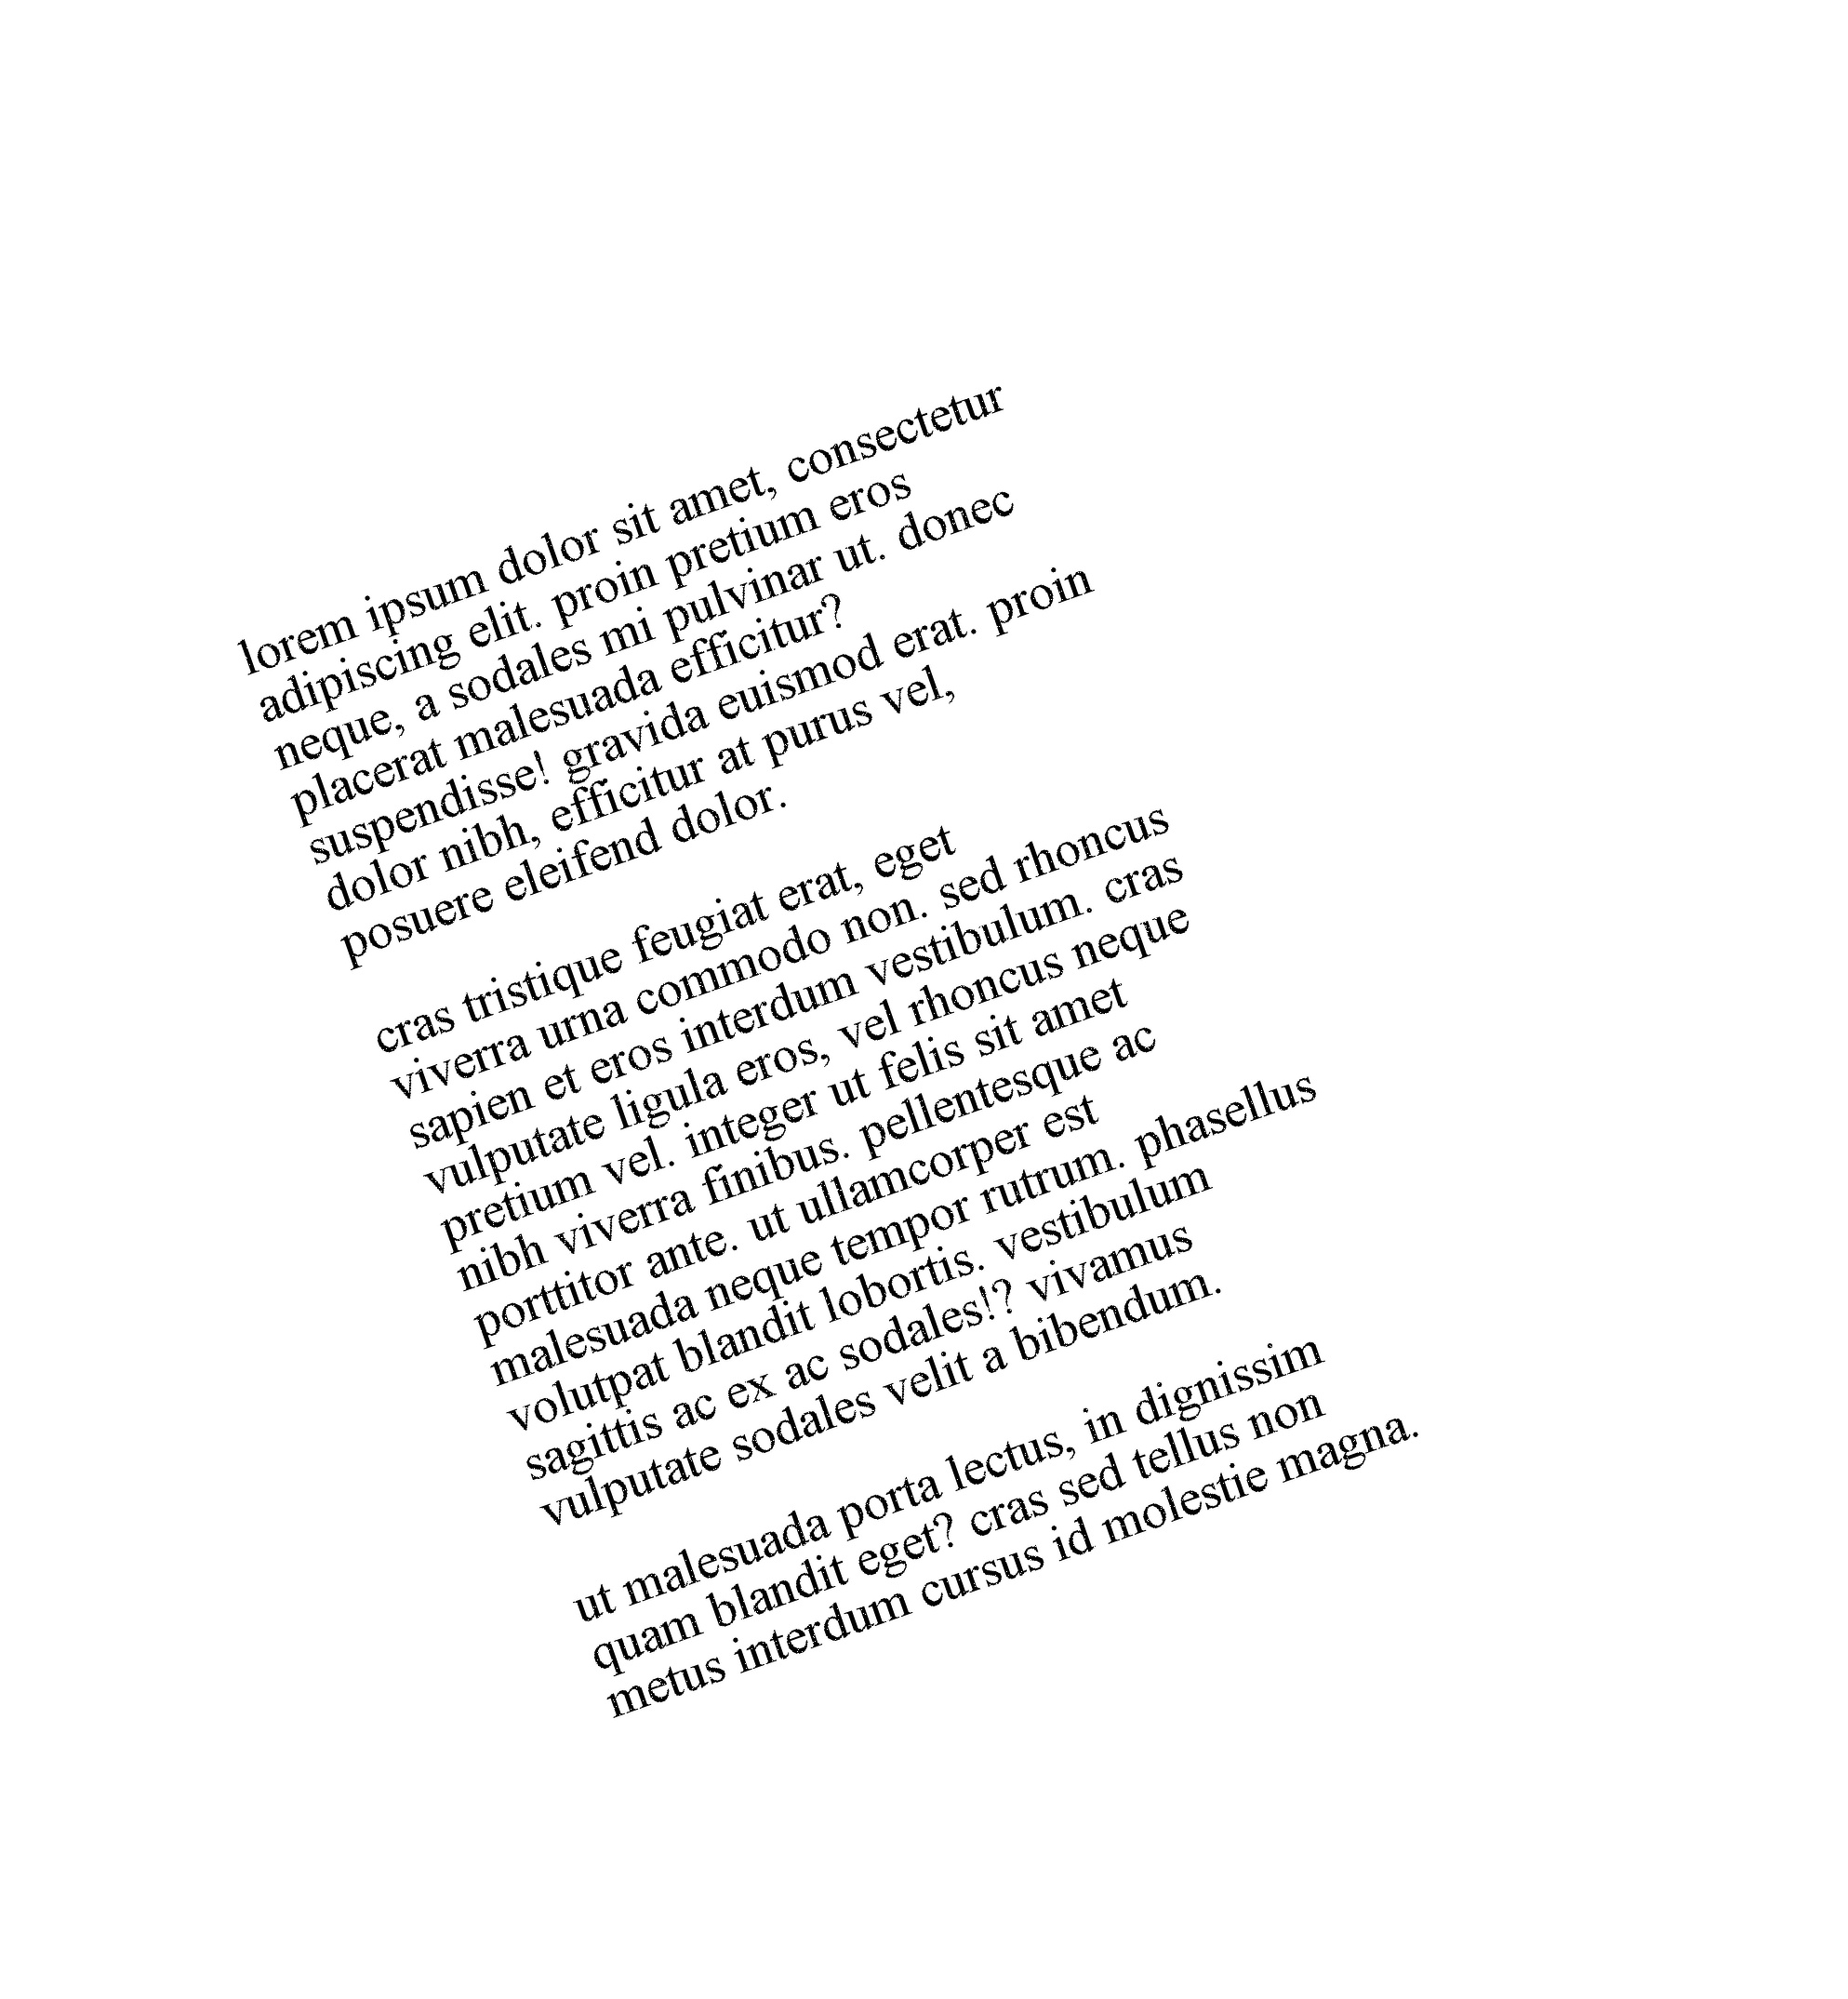 lorem ipsum dolor sit amet, consectetur
adipiscing elit. proin pretium eros
neque, a sodales mi pulvinar ut. donec
placerat malesuada efficitur?
suspendisse! gravida euismod erat. proin
dolor nibh, efficitur at purus vel,
posuere eleifend dolor.

cras tristique feugiat erat, eget
viverra urna commodo non. sed rhoncus
sapien et eros interdum vestibulum. cras
vulputate ligula eros, vel rhoncus neque
pretium vel. integer ut felis sit amet
nibh viverra finibus. pellentesque ac
porttitor ante. ut ullamcorper est
malesuada neque tempor rutrum. phasellus
volutpat blandit lobortis. vestibulum
sagittis ac ex ac sodales!? vivamus
vulputate sodales velit a bibendum.

ut malesuada porta lectus, in dignissim
quam blandit eget? cras sed tellus non
metus interdum cursus id molestie magna.